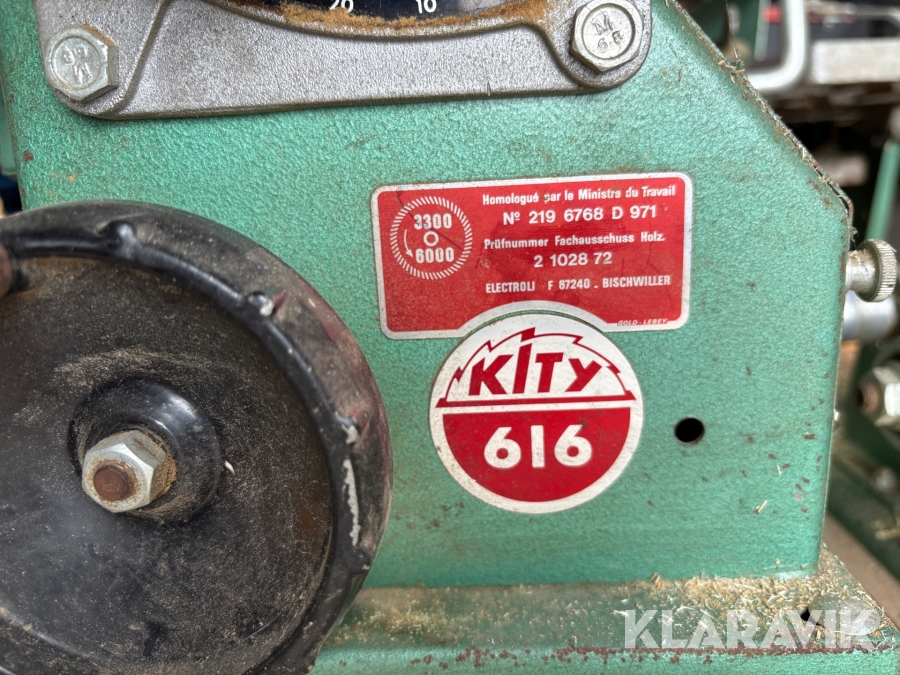 20 10
M
G.R
3300
6000
Homologué par le Ministre du Travail
Nº 219 6768 D 971
Prüfnummer Fachausschuss Holz.
2 1028 72
ELECTROLI F 67240 - BISCHWILLER
KITY
616
KLARAVIK